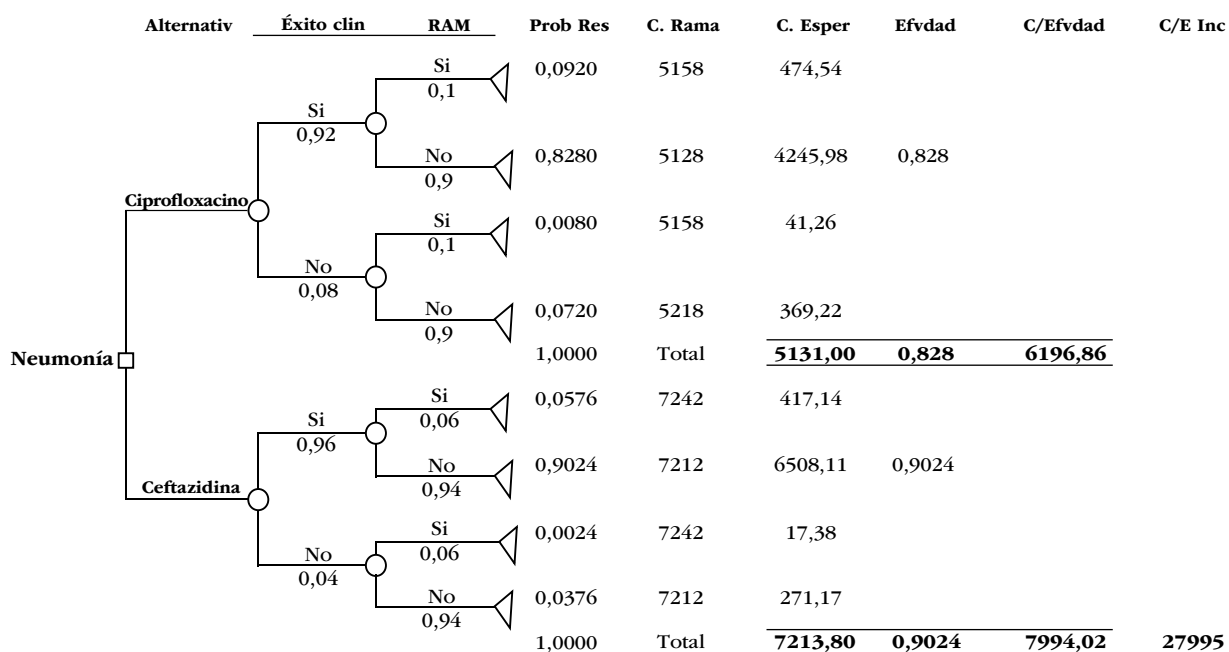 Alternativ Éxito clin RAM Prob Res C. Rama C. Esper Efvdad C/Efvdad C/E Inc
Si 0,0920 5158 474,54
0,1
Si
0,92
No 0,8280 5128 4245,98 0,828
0,9
Ciprofloxacino
Si 0,0080 5158 41,26
0,1
No
0,08
No 0,0720 5218 369,22
0,9
Neumonía 1,0000 Total 5131,00 0,828 6196,86
Si 0,0576 7242 417,14
0,06
Si
0,96
No 0,9024 7212 6508,11 0,9024
0,94
Ceftazidina
Si 0,0024 7242 17,38
0,06
No
0,04
No 0,0376 7212 271,17
0,94
1,0000 Total 7213,80 0,9024 7994,02 27995